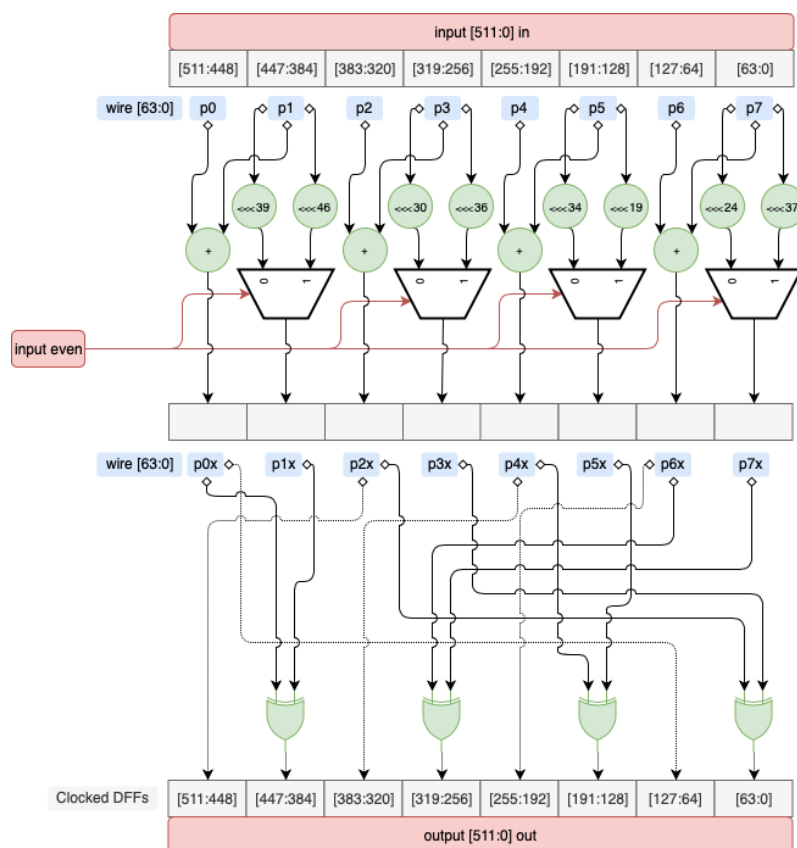 input [511:0] in
[511:448] [447:384] [383:320] [319:256] [255:192] [191:128] [127:64] [63:0]
wire [63:0] p0 p1 p2 p3 p4 p5 p6 p7
<<<39 <<<46 <<<30 <<<36 <<<34 <<<19 <<<24 <<<37
+ + + +
0 1 0 1 0 1 0 1
input even
wire [63:0] p0x p1x p2x p3x p4x p5x p6x p7x
Clocked DFFs [511:448] [447:384] [383:320] [319:256] [255:192] [191:128] [127:64] [63:0]
output [511:0] out